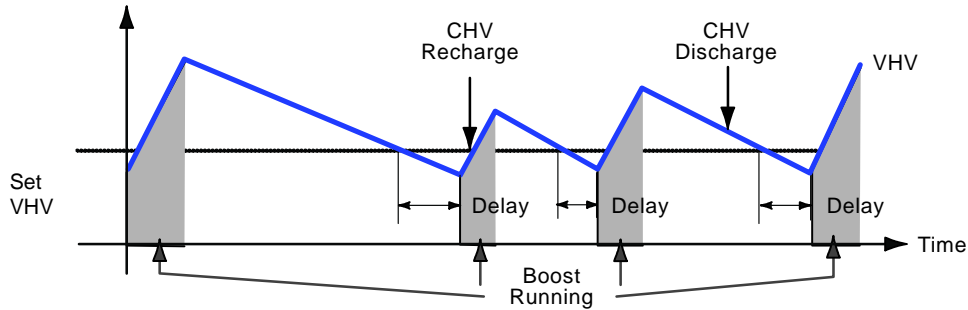 CHV
Recharge
CHV
Discharge
VHV
Set
VHV
Delay
Delay
Delay
Time
Boost
Running